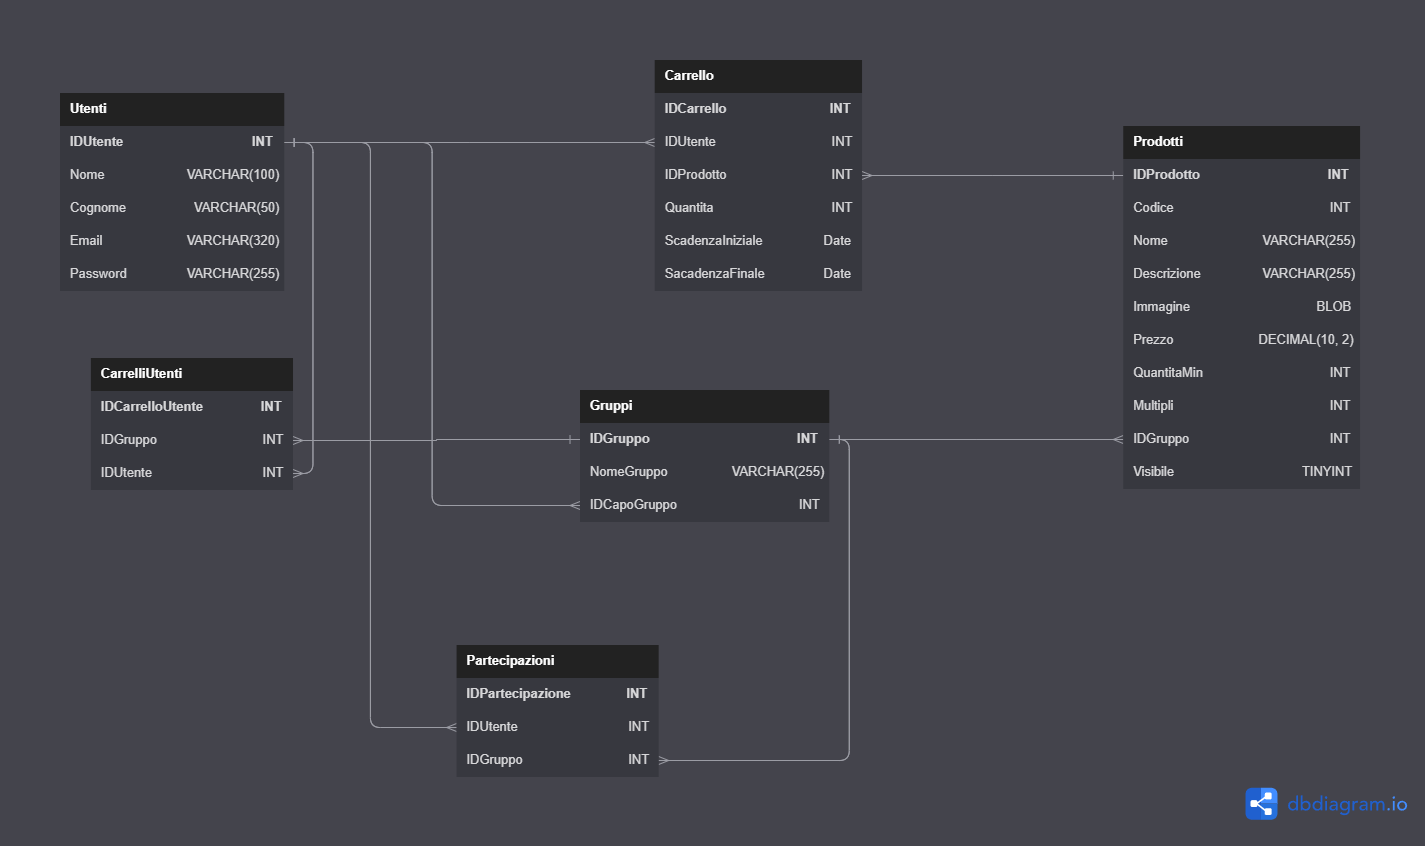 Utenti
IDUtente INT
Nome VARCHAR(100)
Cognome VARCHAR(50)
Email VARCHAR(320)
Password VARCHAR(255)
Carrello
IDCarrello INT
IDUtente INT
IDProdotto INT
Quantita INT
ScadenzaIniziale Date
SacadenzaFinale Date
Prodotti
IDProdotto INT
Codice INT
Nome VARCHAR(255)
Descrizione VARCHAR(255)
Immagine BLOB
Prezzo DECIMAL(10, 2)
QuantitaMin INT
Multipli INT
IDGruppo INT
Visibile TINYINT
CarrelliUtenti
IDCarrelloUtente INT
IDGruppo INT
IDUtente INT
Gruppi
IDGruppo INT
NomeGruppo VARCHAR(255)
IDCapoGruppo INT
Partecipazioni
IDPartecipazione INT
IDUtente INT
IDGruppo INT
dbdiagram.io